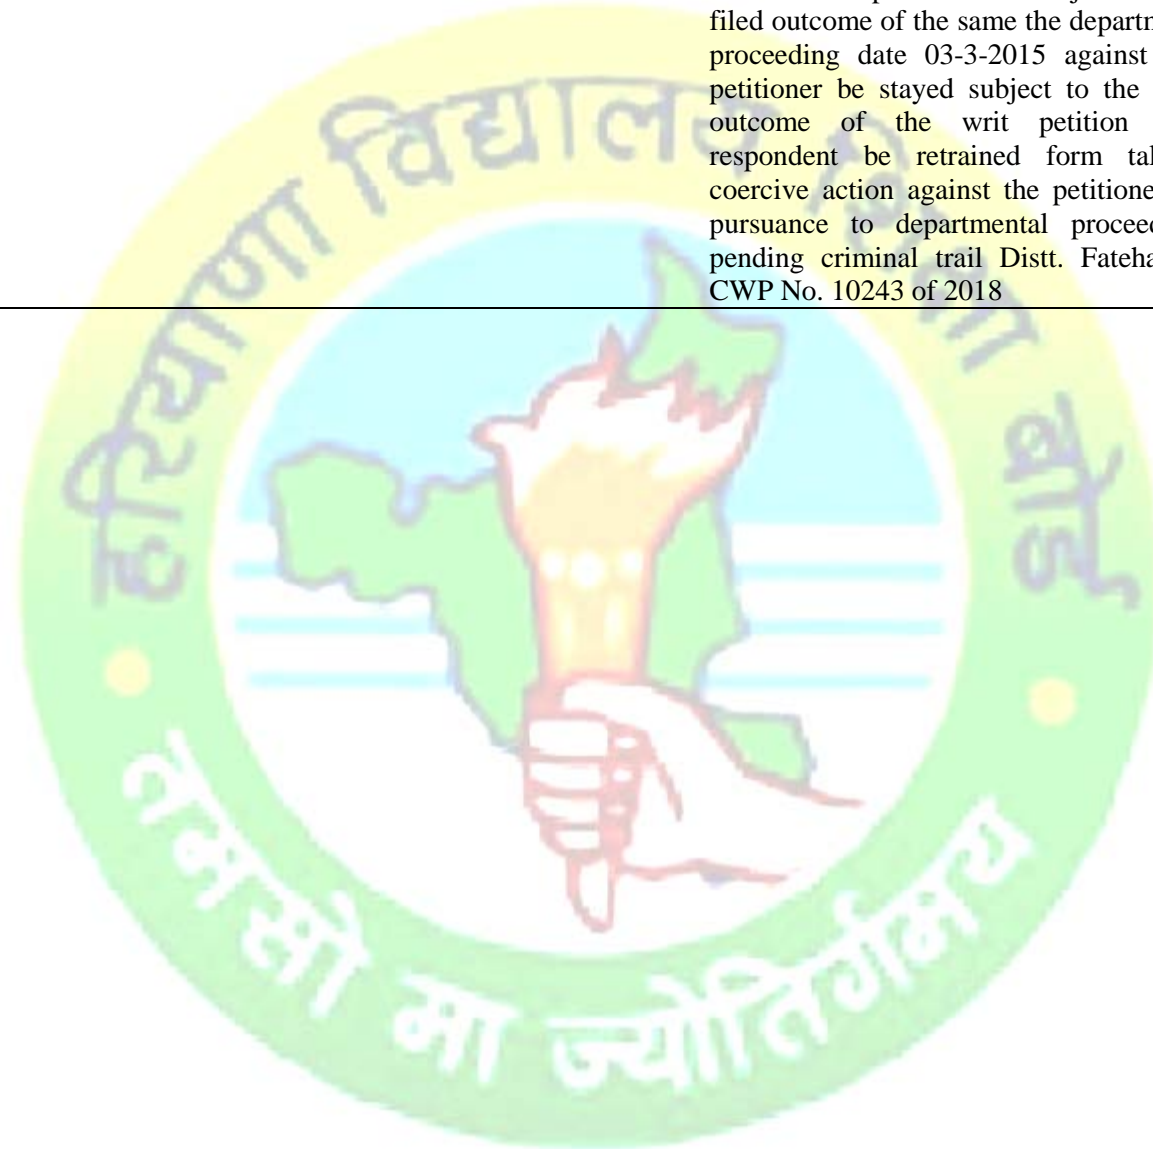 filed outcome of the same the
proceeding date 03-3-2015 against
petitioner be stayed subject to the
outcome of the writ petition
respondent be retrained form
coercive action against the
pursuance to departmental
pending criminal trail Distt.
CWP No. 10243 of 2018
हरियाणा विद्यालय शिक्षा बोर्ड
तमसो मा ज्योतिर्गमय